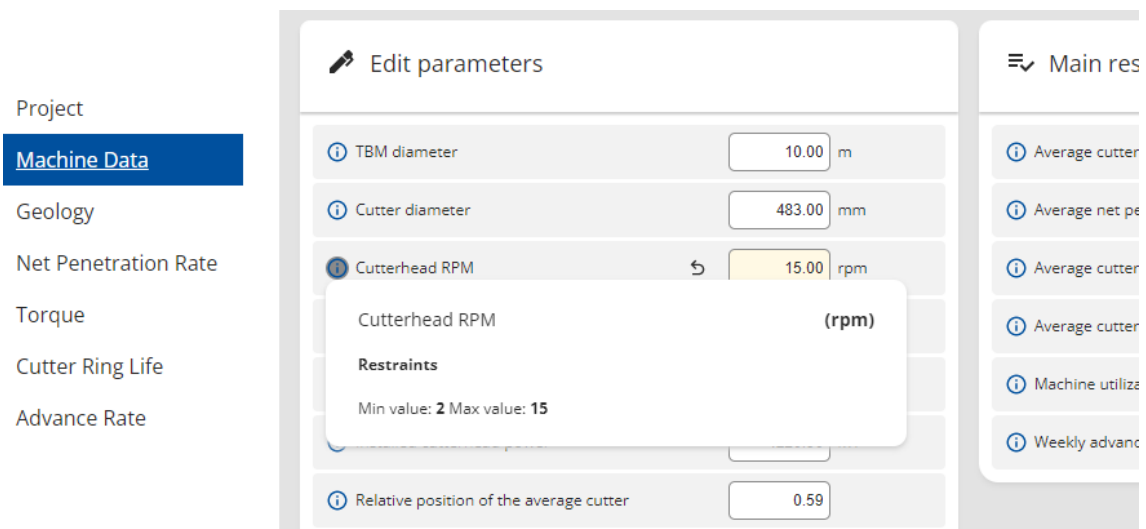 Project
Machine Data
Geology
Net Penetration Rate
Torque
Cutter Ring Life
Advance Rate
Edit parameters
TBM diameter 10.00 m
Cutter diameter 483.00 mm
Cutterhead RPM 15.00 rpm
Cutterhead RPM (rpm)
Restraints
Min value: 2 Max value: 15
Relative position of the average cutter 0.59
Main res
Average cutter
Average net pe
Average cutter
Average cutter
Machine utiliza
Weekly advanc